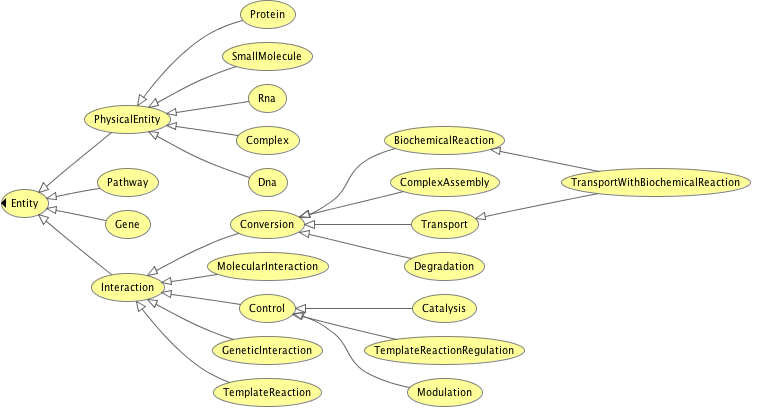 Protein
SmallMolecule
Rna
PhysicalEntity
Complex
BiochemicalReaction
Pathway
Dna
ComplexAssembly
TransportWithBiochemicalReaction
Entity
Gene
Conversion
Transport
MolecularInteraction
Degradation
Interaction
Control
Catalysis
GeneticInteraction
TemplateReactionRegulation
TemplateReaction
Modulation